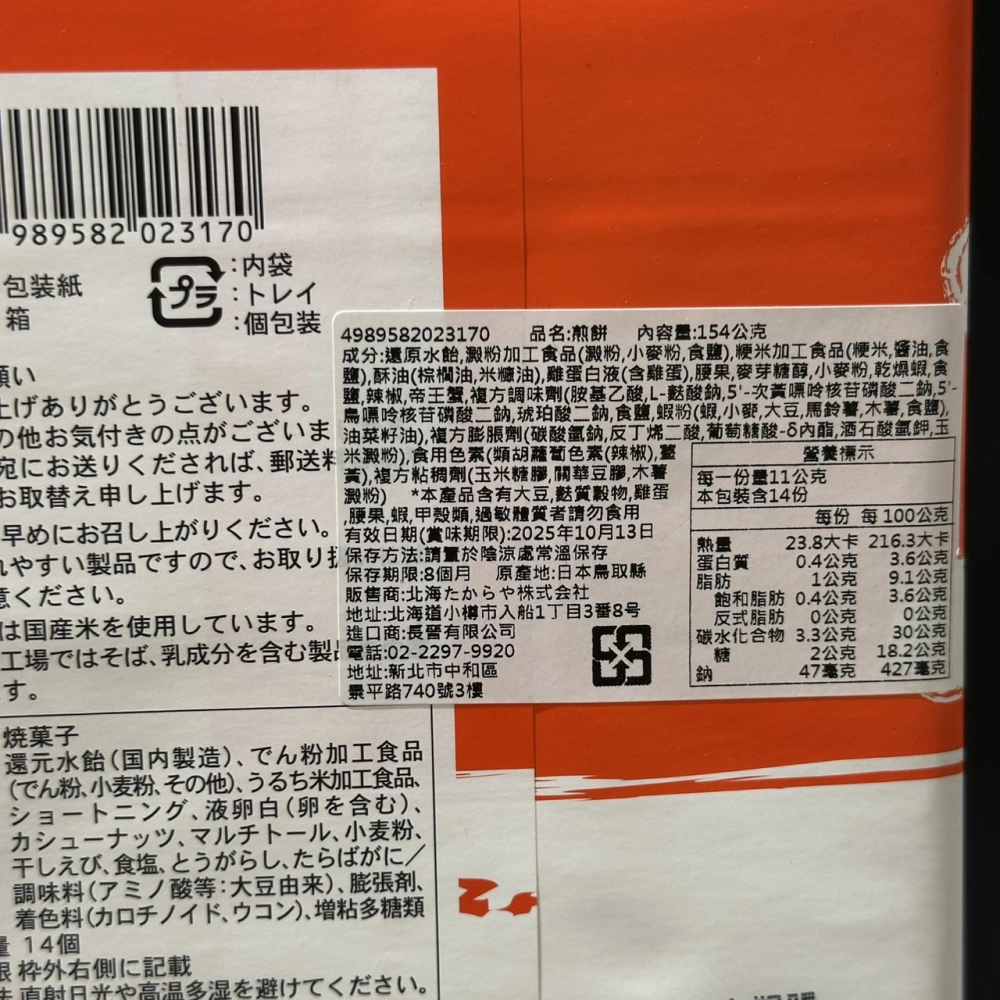 989582 023170
包装紙
箱
プラ
:内袋
:トレイ
:個包装
願い
上げありがとうございます。
の他お気付きの点がございま
宛にお送りくだされば、郵送料
お取替え申し上げます。
早めにお召し上がりください。
れやすい製品ですので、お取り扱
意ください。
は国産米を使用しています。
工場ではそば、乳成分を含む製品
す。
焼菓子
還元水飴(国内製造)、でん粉加工食品
(でん粉、小麦粉、その他)、うるち米加工食品、
ショートニング、液卵白(卵を含む)、
カシューナッツ、マルチトール、小麦粉、
干しえび、食塩、とうがらし、たらばがに/
調味料(アミノ酸等:大豆由来)、膨張剤、
着色料(カロチノイド、ウコン)、増粘多糖類
量 14個
限 枠外右側に記載
法 直射日光や高温多湿を避けてください。
4989582023170 品名:煎餅 內容量:154公克
成分:還原水飴,澱粉加工食品(澱粉,小麥粉,食鹽),粳米加工食品(粳米,醬油,食
鹽),酥油(棕櫚油,米糠油),雞蛋白液(含雞蛋),腰果,麥芽糖醇,小麥粉,乾燥蝦,食
鹽,辣椒,帝王蟹,複方調味劑(胺基乙酸,L-麩酸鈉,5'-次黃嘌呤核苷磷酸二鈉,5'-
鳥嘌呤核苷磷酸二鈉,琥珀酸二鈉,食鹽,蝦粉(蝦,小麥,大豆,馬鈴薯,木薯,食鹽),
油菜籽油),複方膨脹劑(碳酸氫鈉,反丁烯二酸,葡萄糖酸-δ內酯,酒石酸氫鉀,玉
米澱粉),食用色素(類胡蘿蔔色素(辣椒),薑
黃),複方粘稠劑(玉米糖膠,關華豆膠,木薯
澱粉) *本產品含有大豆,麩質穀物,雞蛋
,腰果,蝦,甲殼類,過敏體質者請勿食用
有效日期(賞味期限):2025年10月13日
保存方法:請置於陰涼處常溫保存
保存期限:8個月 原產地:日本鳥取縣
販售商:北海たからや株式会社
地址:北海道小樽市入船1丁目3番8号
進口商:長晉有限公司
電話:02-2297-9920
地址:新北市中和區
景平路740號3樓
營養標示
每一份量11公克
本包裝含14份
每份 每100公克
熱量 23.8大卡 216.3大卡
蛋白質 0.4公克 3.6公克
脂肪 1公克 9.1公克
飽和脂肪 0.4公克 3.6公克
反式脂肪 0公克 0公克
碳水化合物 3.3公克 30公克
糖 2公克 18.2公克
鈉 47毫克 427毫克